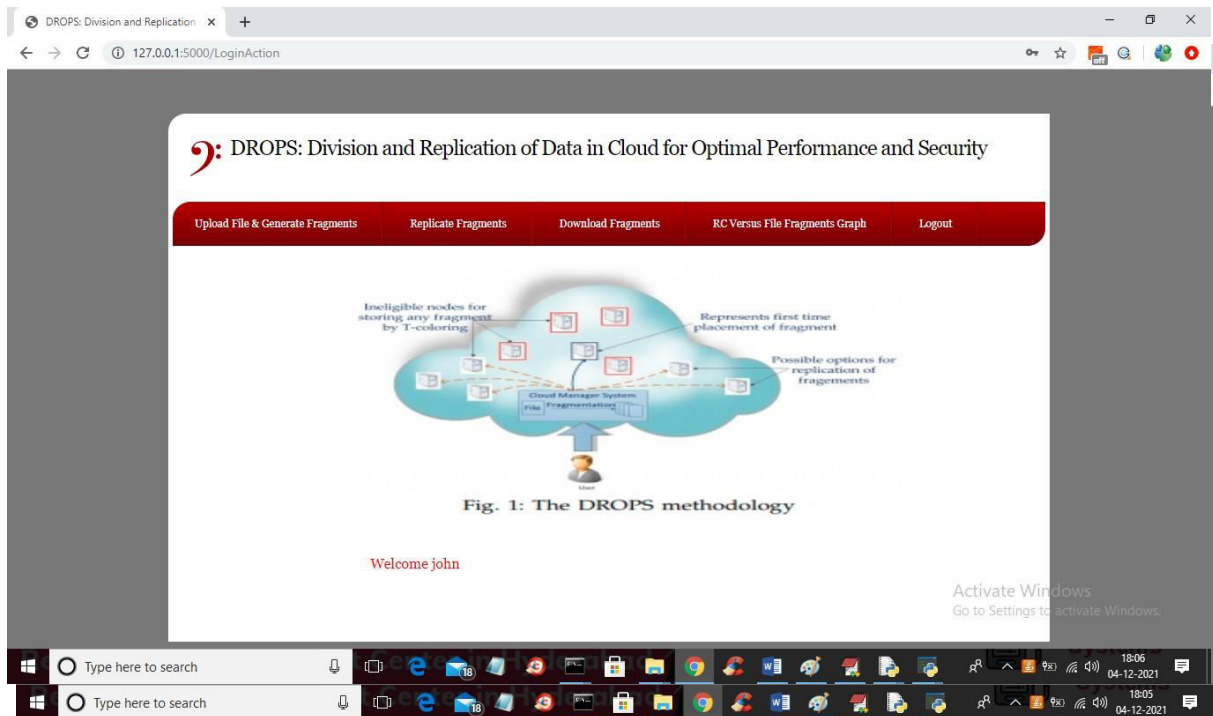 DROPS: Division and Replication
127.0.0.1:5000/LoginAction
off
DROPS: Division and Replication of Data in Cloud for Optimal Performance and Security
Upload File & Generate Fragments Replicate Fragments Download Fragments RC Versus File Fragments Graph Logout
Ineligible nodes for
storing any fragment
by T-coloring
Represents first time
placement of fragment
Possible options for
replication of
fragements
Cloud Manager System
File Fragmentation
User
Fig. 1: The DROPS methodology
Welcome john
Activate Windows
Go to Settings to activate Windows.
Type here to search
18
18:06
04-12-2021
Type here to search
18
18:05
04-12-2021